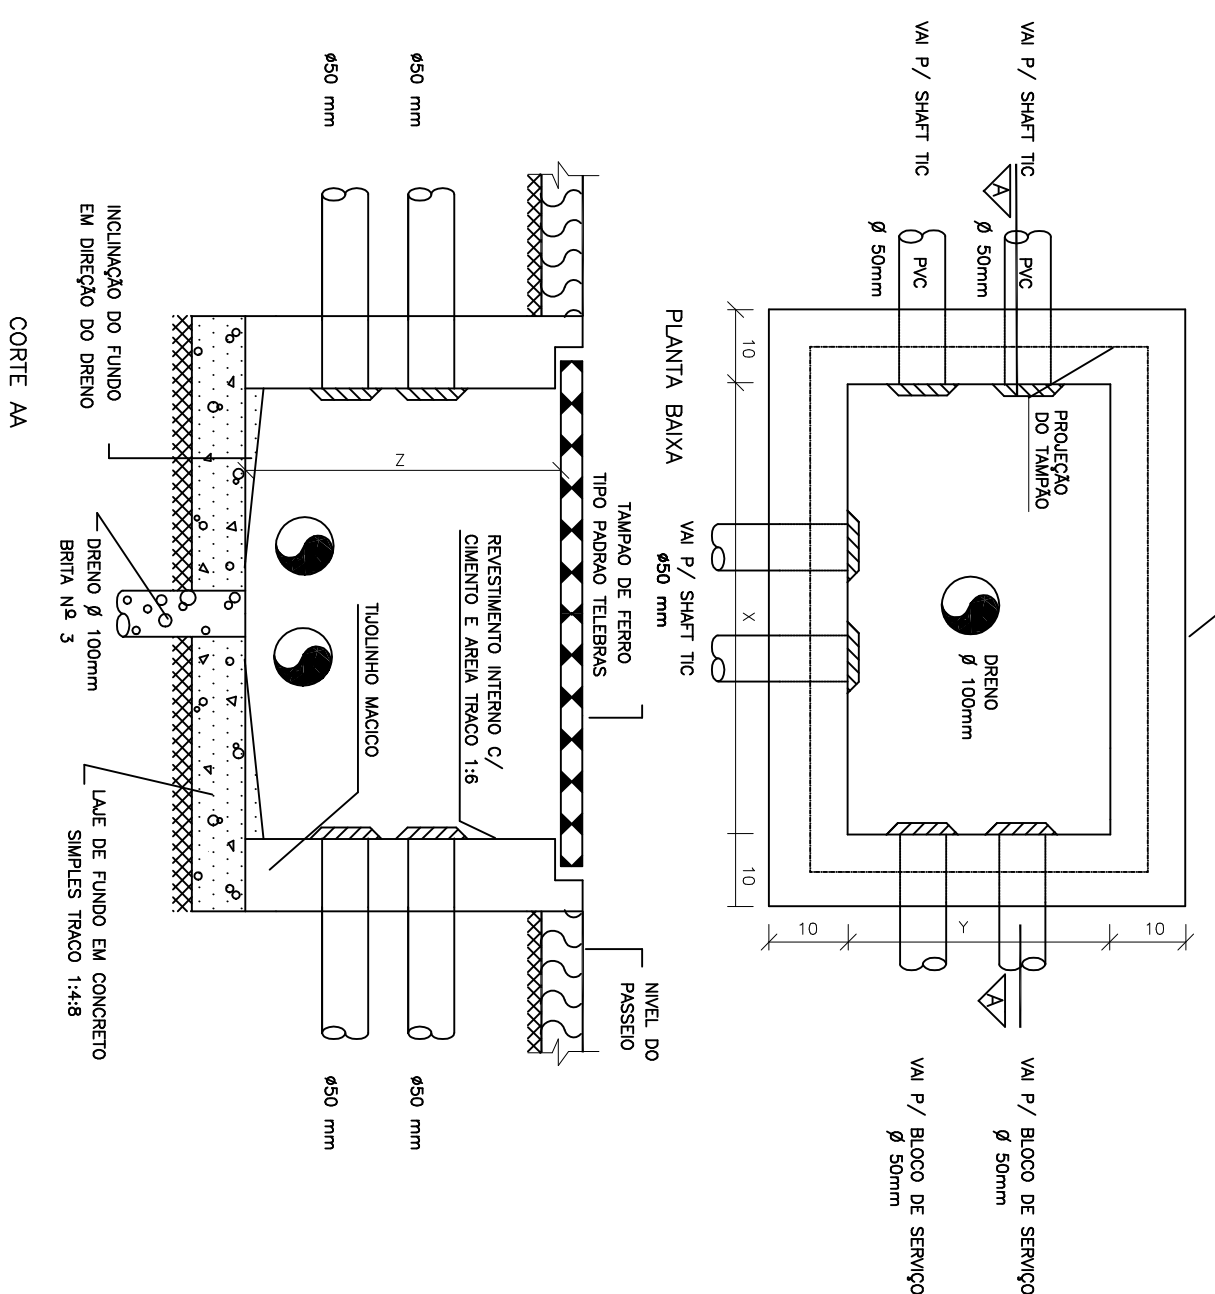 VAI P/ SHAFT TIC
VAI P/ SHAFT TIC
A
PVC
Ø 50mm
PVC
Ø 50mm
PROJEÇÃO
DO TAMPÃO
DRENO
Ø 100mm
10
X
10
10
Y
10
VAI P/ SHAFT TIC
ø50 mm
A
VAI P/ BLOCO DE SERVIÇO
Ø 50mm
VAI P/ BLOCO DE SERVIÇO
Ø 50mm
PLANTA BAIXA
ø50 mm
ø50 mm
TAMPAO DE FERRO
TIPO PADRAO TELEBRAS
NIVEL DO
PASSEIO
Z
REVESTIMENTO INTERNO C/
CIMENTO E AREIA TRACO 1:6
TIJOLINHO MACICO
ø50 mm
ø50 mm
INCLINAÇÃO DO FUNDO
EM DIREÇÃO DO DRENO
DRENO Ø 100mm
BRITA Nº 3
LAJE DE FUNDO EM CONCRETO
SIMPLES TRACO 1:4:8
CORTE AA